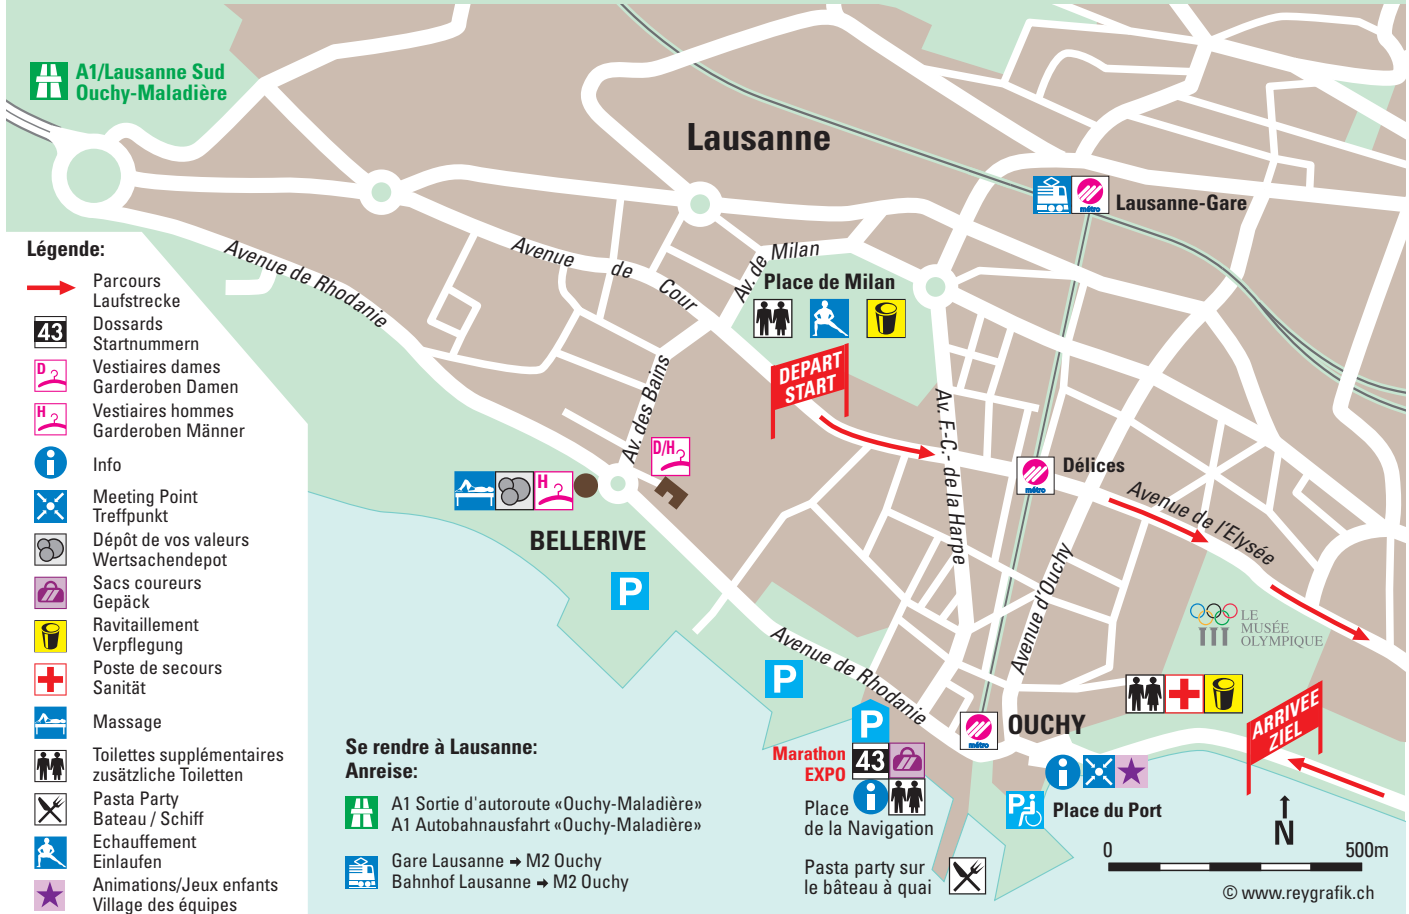 A1/Lausanne Sud
Ouchy-Maladière
Lausanne
Lausanne-Gare
métro
Légende:
Parcours
Laufstrecke
43
Dossards
Startnummern
D
Vestiaires dames
Garderoben Damen
H
Vestiaires hommes
Garderoben Männer
i
Info
Meeting Point
Treffpunkt
Dépôt de vos valeurs
Wertsachendepot
Sacs coureurs
Gepäck
Ravitaillement
Verpflegung
Poste de secours
Sanität
Massage
Toilettes supplémentaires
zusätzliche Toiletten
Pasta Party
Bateau / Schiff
Echauffement
Einlaufen
Animations/Jeux enfants
Village des équipes
Avenue de Rhodanie
Avenue de Cour
Av. de Milan
Place de Milan
DEPART
START
Av. des Bains
D/H
H
BELLERIVE
P
Av. F.-C.- de la Harpe
Délices
métro
Avenue de l'Elysée
Avenue d'Ouchy
LE
MUSÉE
OLYMPIQUE
P
Avenue de Rhodanie
P
métro
OUCHY
ARRIVEE
ZIEL
Marathon
EXPO
43
i
Place
de la Navigation
i
P
Place du Port
Pasta party sur
le bâteau à quai
Se rendre à Lausanne:
Anreise:
A1 Sortie d'autoroute «Ouchy-Maladière»
A1 Autobahnausfahrt «Ouchy-Maladière»
Gare Lausanne ➜ M2 Ouchy
Bahnhof Lausanne ➜ M2 Ouchy
N
0 500m
© www.reygrafik.ch